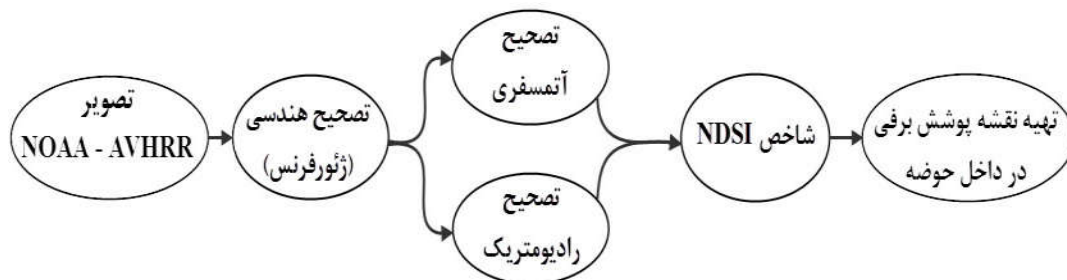 تصویر
NOAA - AVHRR
تصحیح هندسی
(ژئورفرنس)
تصحیح
آتمسفری
تصحیح
رادیومتریک
شاخص NDSI
تهیه نقشه پوشش برفی
در داخل حوضه